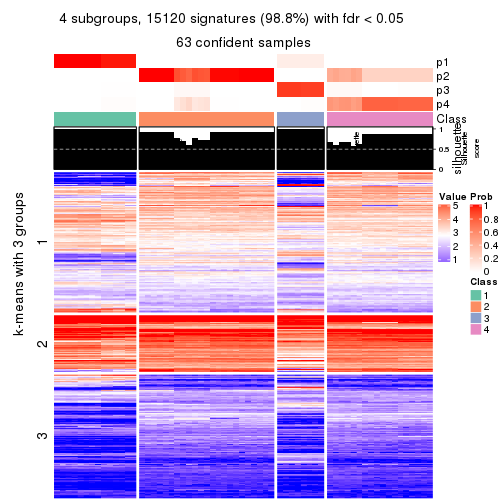 4 subgroups, 15120 signatures (98.8%) with fdr < 0.05
63 confident samples
p1
p2
p3
p4
Class
1
0.5
0
silhouette
Silhouette
score
k-means with 3 groups
1
2
3
Value
5
4
3
2
1
Prob
1
0.8
0.6
0.4
0.2
0
Class
1
2
3
4